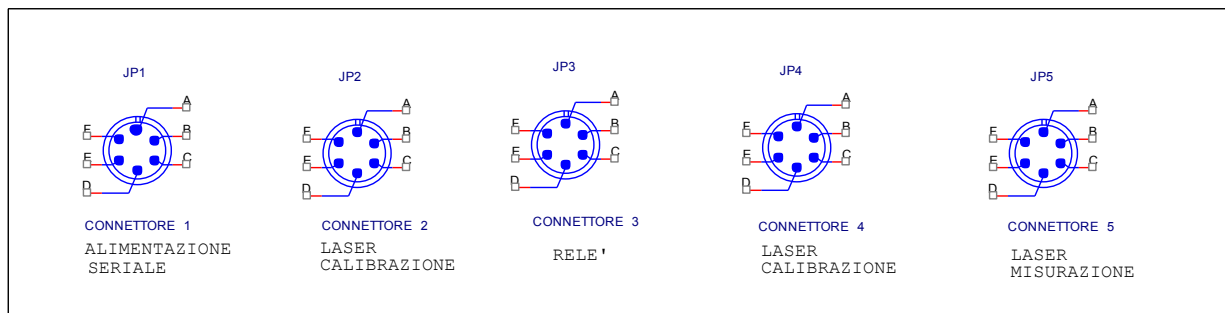 JP1
A
F
B
E
C
D
CONNETTORE 1
ALIMENTAZIONE
SERIALE
JP2
A
F
B
E
C
D
CONNETTORE 2
LASER
CALIBRAZIONE
JP3
A
F
B
E
C
D
CONNETTORE 3
RELE'
JP4
A
F
B
E
C
D
CONNETTORE 4
LASER
CALIBRAZIONE
JP5
A
F
B
E
C
D
CONNETTORE 5
LASER
MISURAZIONE